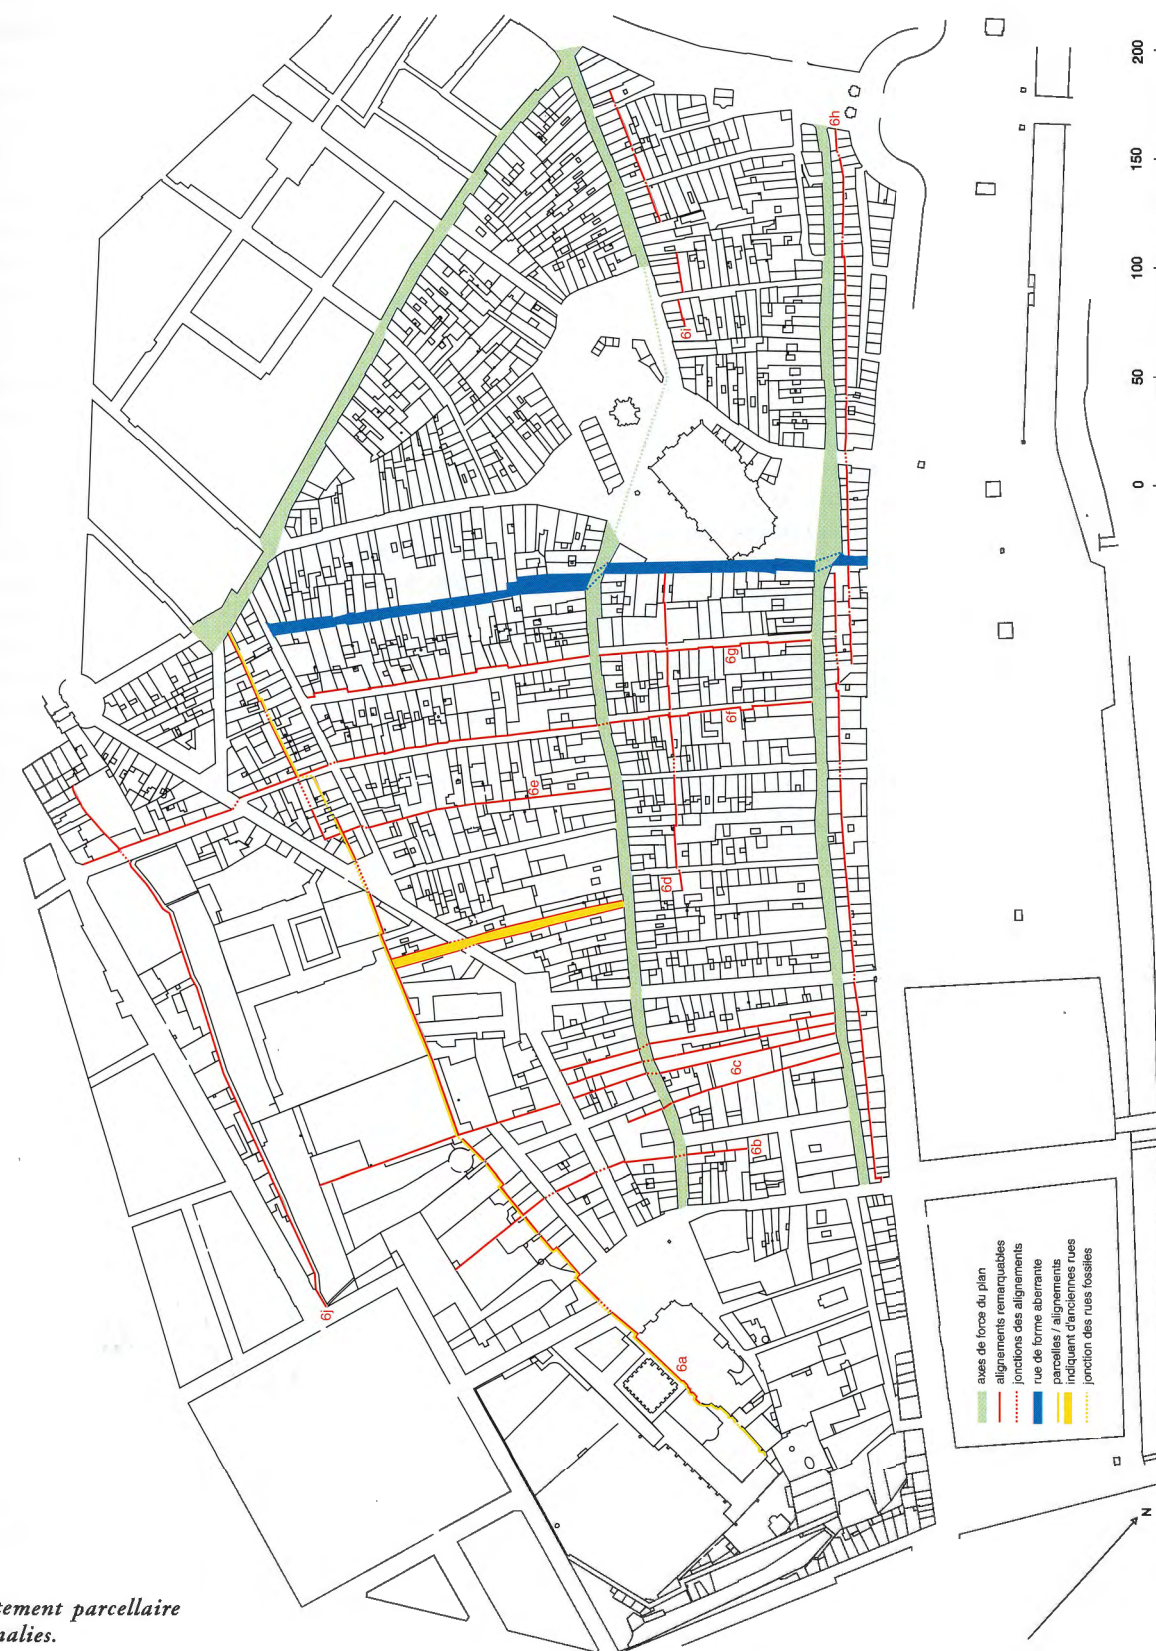 axes de force du plan
alignements remarquables
jonctions des alignements
rue de forme aberrante
parcelles / alignements
indiquant d'anciennes rues
jonction des rues fossiles
6a
6b
6c
6d
6e
6f
6g
6h
6i
6j
0
50
100
150
200
N
tement parcellaire
nalies.